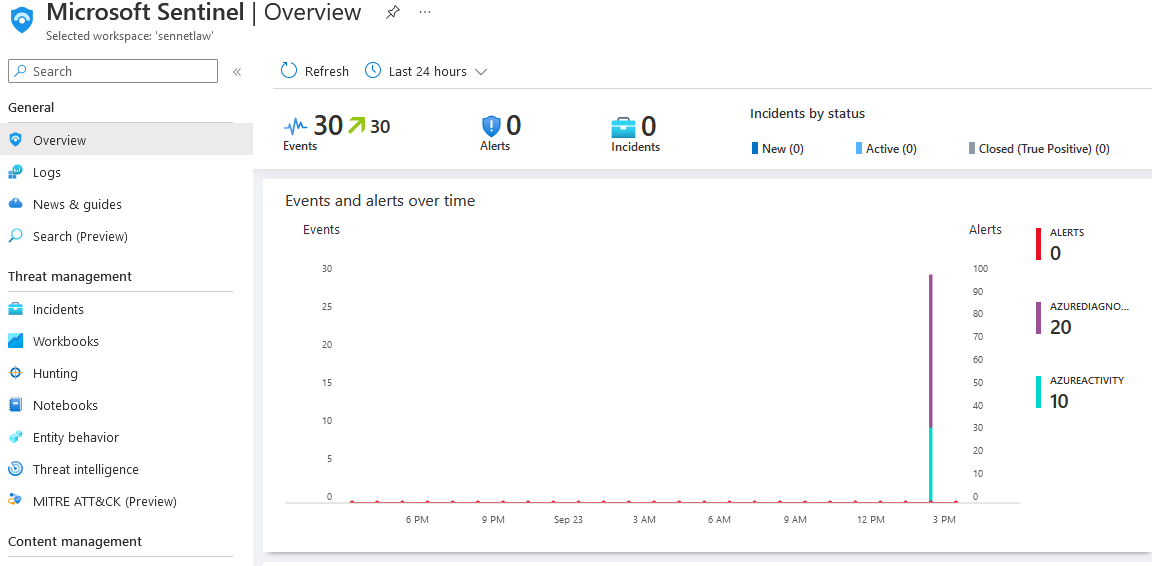 Microsoft Sentinel | Overview
Selected workspace: 'sennetlaw'
Search
General
Overview
Logs
News & guides
Search (Preview)
Threat management
Incidents
Workbooks
Hunting
Notebooks
Entity behavior
Threat intelligence
MITRE ATT&CK (Preview)
Content management
Refresh
Last 24 hours
30 30
Events
0
Alerts
0
Incidents
Incidents by status
New (0) Active (0) Closed (True Positive) (0)
Events and alerts over time
Events
30
25
20
15
10
5
0
6 PM 9 PM Sep 23 3 AM 6 AM 9 AM 12 PM 3 PM
Alerts
100
90
80
70
60
50
40
30
20
10
0
ALERTS
0
AZUREDIAGNO...
20
AZUREACTIVITY
10